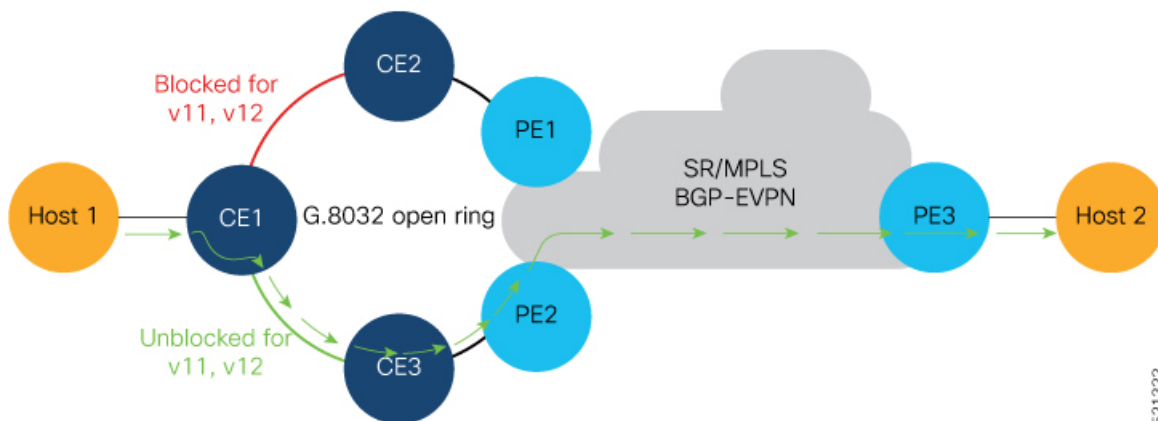 CE2
Blocked for
v11, v12
PE1
SR/MPLS
BGP-EVPN
Host 1
CE1
G.8032 open ring
PE3
Host 2
PE2
Unblocked for
v11, v12
CE3